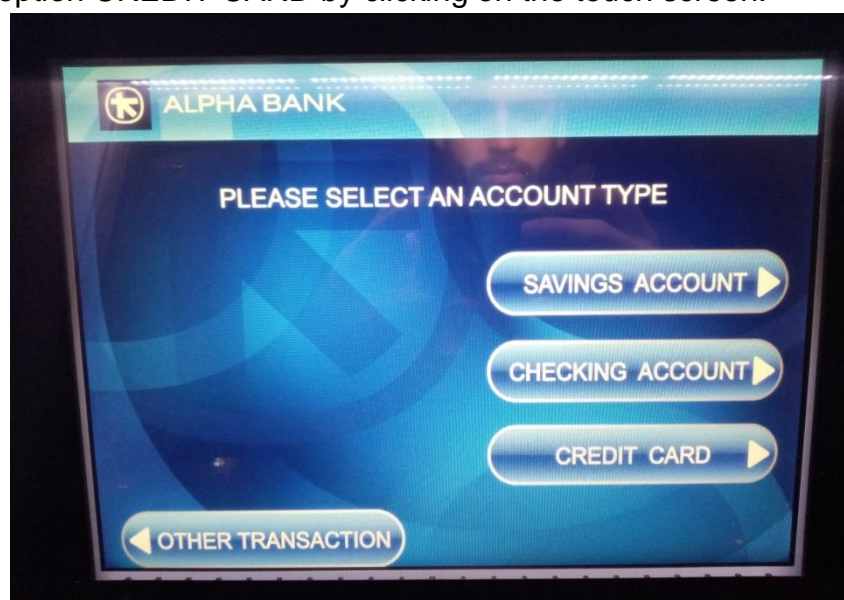 option CREDIT CARD by clicking on the touch screen.
ALPHA BANK
PLEASE SELECT AN ACCOUNT TYPE
SAVINGS ACCOUNT
CHECKING ACCOUNT
CREDIT CARD
OTHER TRANSACTION